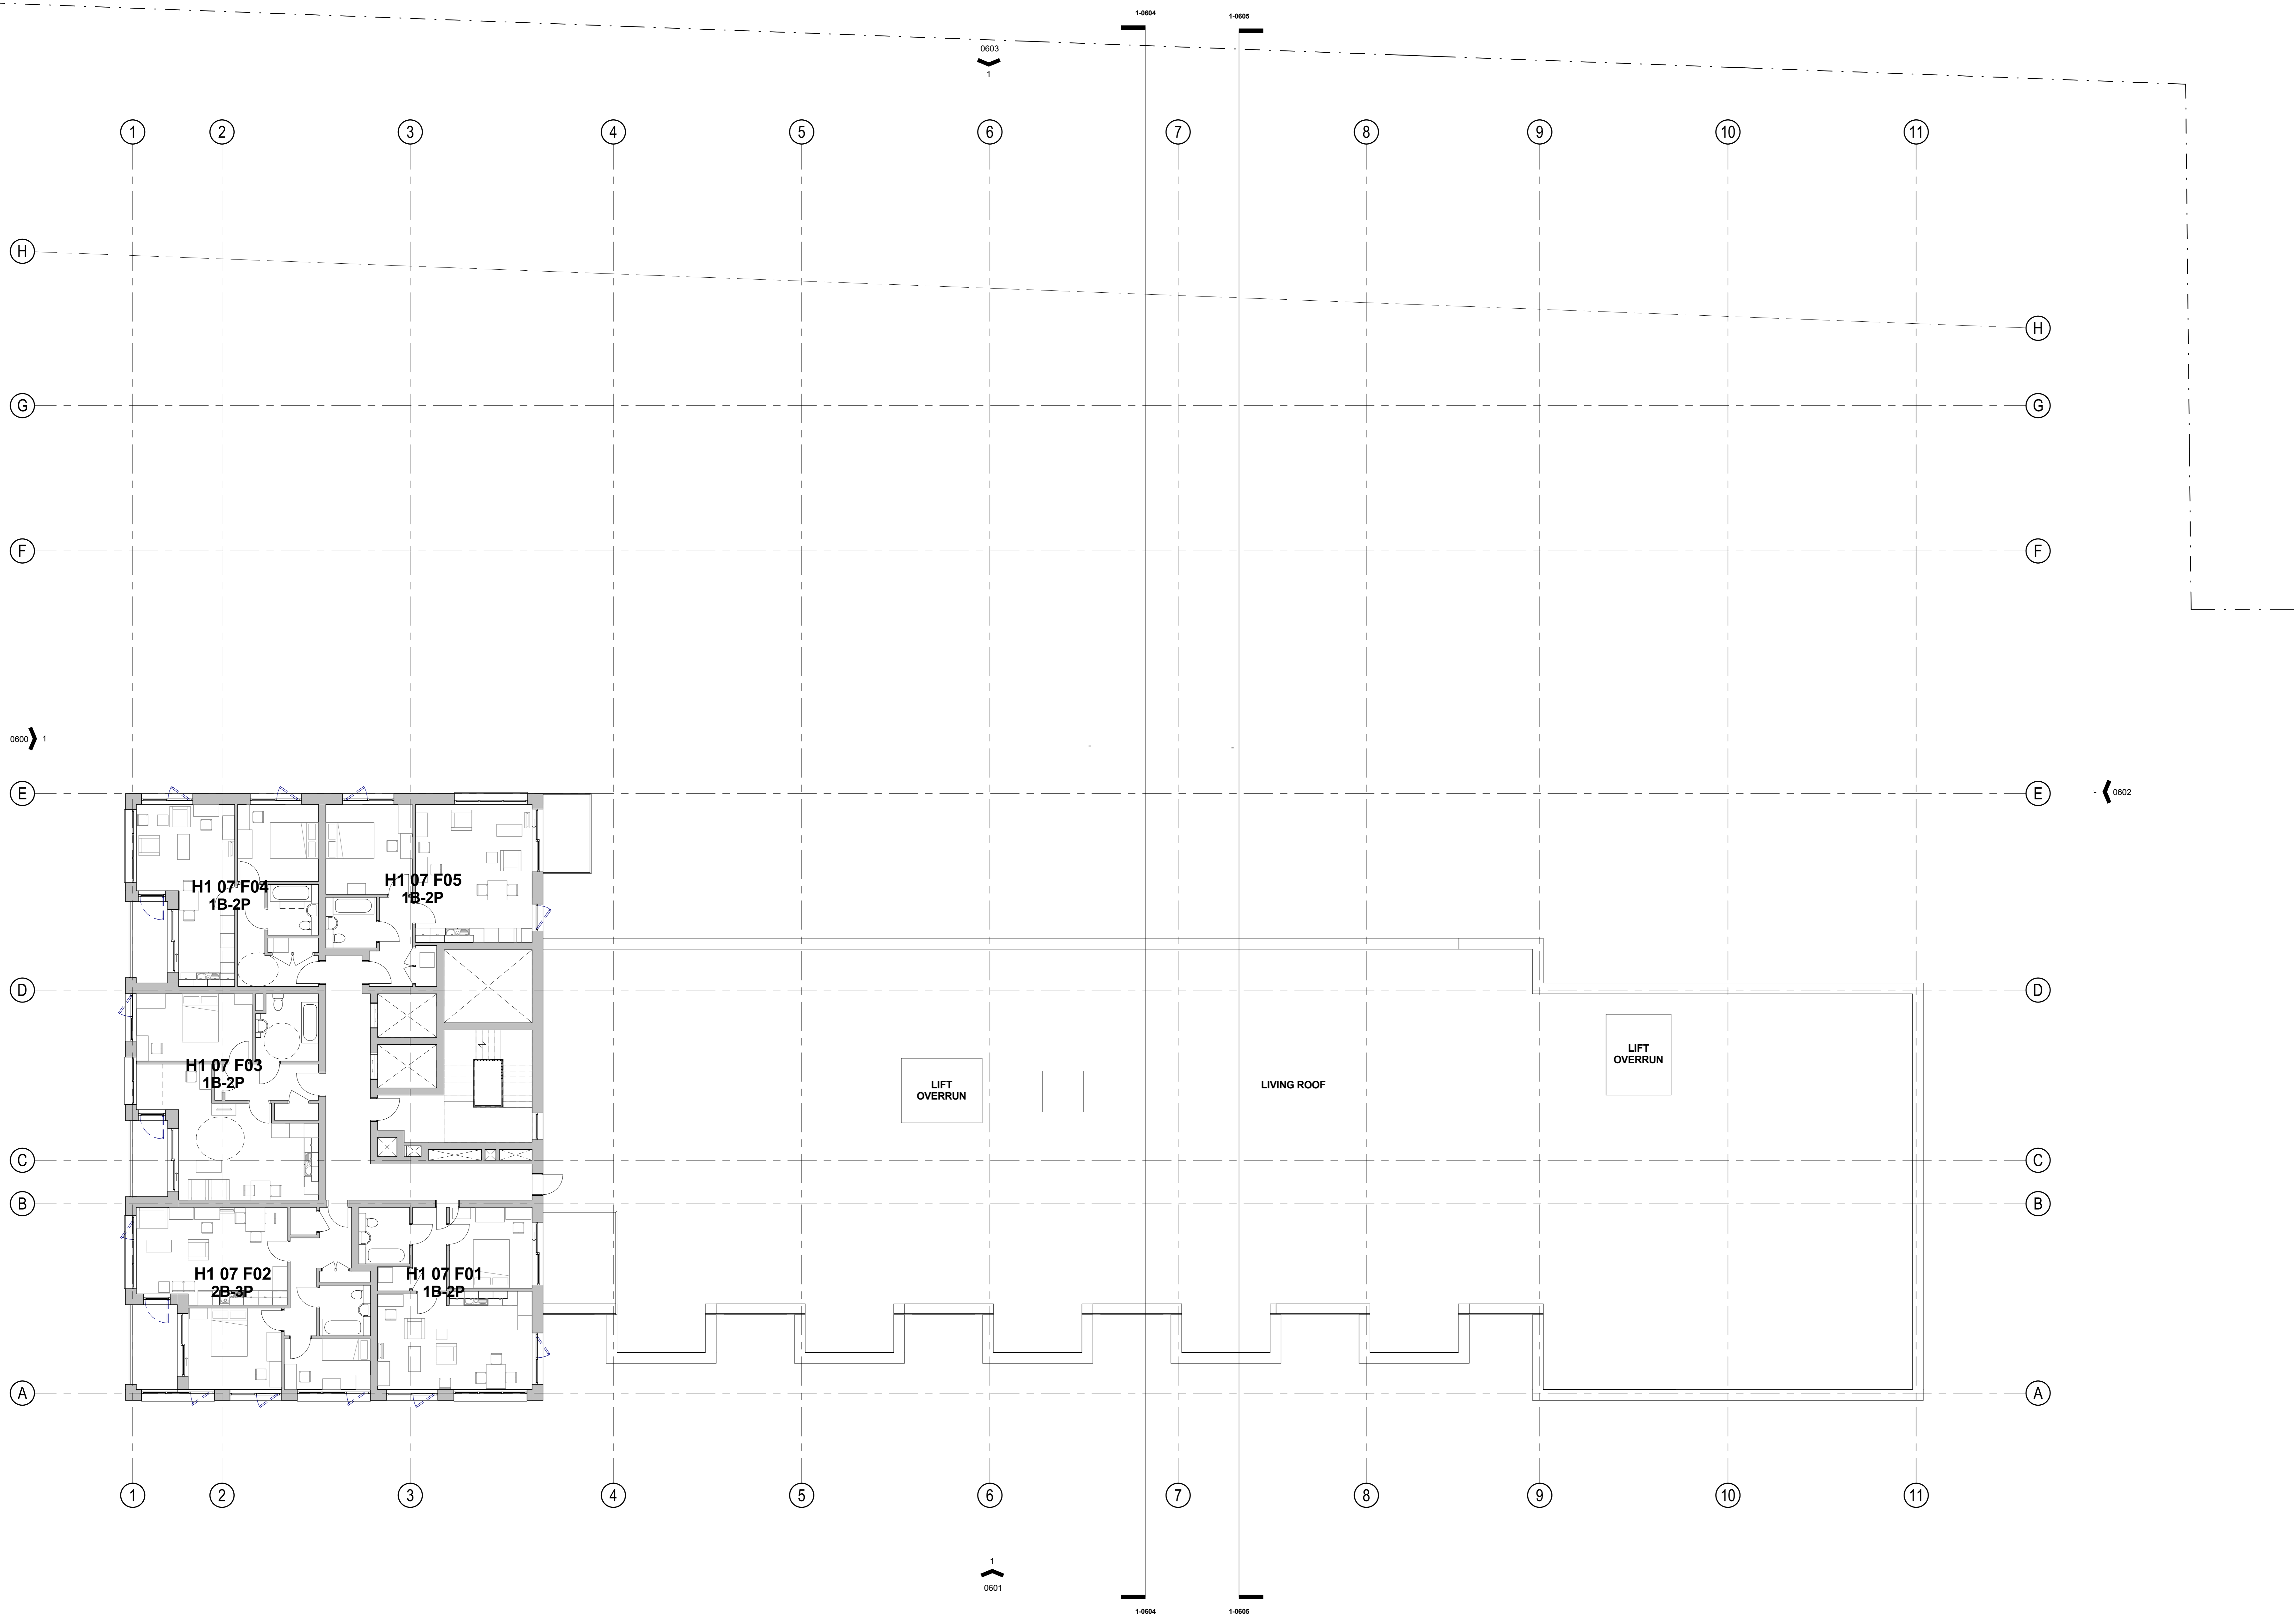 1-0604
1-0605
0603
1
1 2 3 4 5 6 7 8 9 10 11
H
H
G G
F F
0600 1
- -
E E
- 0602
H1 07 F04
1B-2P
H1 07 F05
1B-2P
D D
H1 07 F03
1B-2P
LIFT
OVERRUN
LIVING ROOF
LIFT
OVERRUN
C C
B B
H1 07 F02
2B-3P
H1 07 F01
1B-2P
A A
1 2 3 4 5 6 7 8 9 10 11
1
0601
1-0604
1-0605